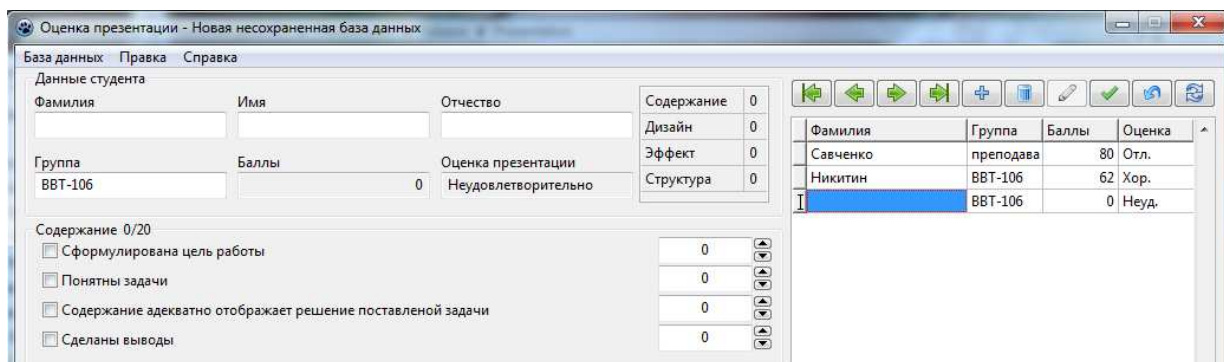 Оценка презентации - Новая несохраненная база данных
База данных Правка Справка
Данные студента
Фамилия Имя Отчество
Группа Баллы Оценка презентации
ВВТ-106 0 Неудовлетворительно
Содержание 0
Дизайн 0
Эффект 0
Структура 0
Содержание 0/20
Сформулирована цель работы 0
Понятны задачи 0
Содержание адекватно отображает решение поставленой задачи 0
Сделаны выводы 0
Фамилия Группа Баллы Оценка
Савченко преподава 80 Отл.
Никитин ВВТ-106 62 Хор.
ВВТ-106 0 Неуд.